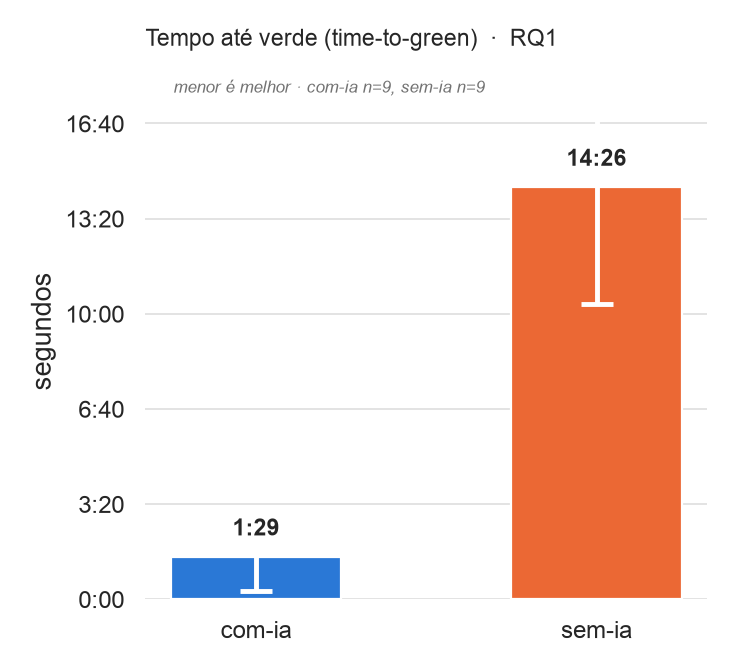 Tempo até verde (time-to-green)  ·  RQ1
menor é melhor · com-ia n=9, sem-ia n=9
16:40
14:26
13:20
segundos
10:00
6:40
3:20
1:29
0:00
com-ia
sem-ia